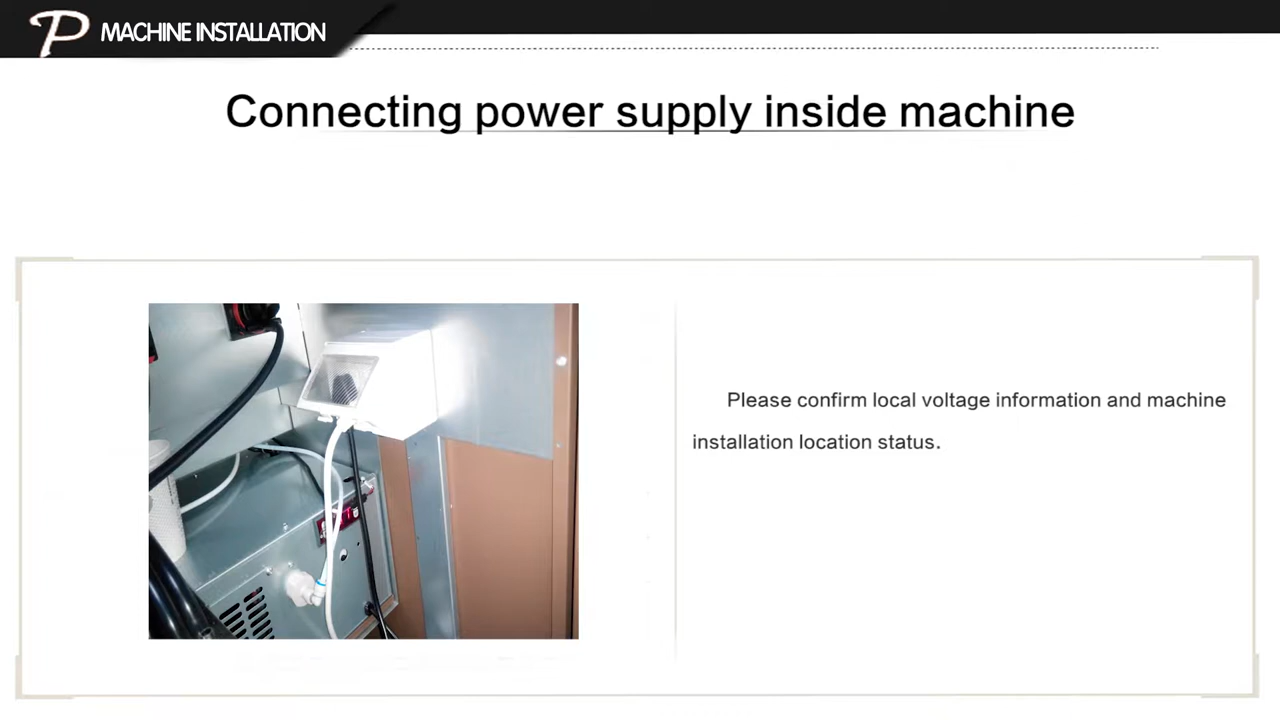 P MACHINE INSTALLATION
Connecting power supply inside machine
Please confirm local voltage information and machine
installation location status.